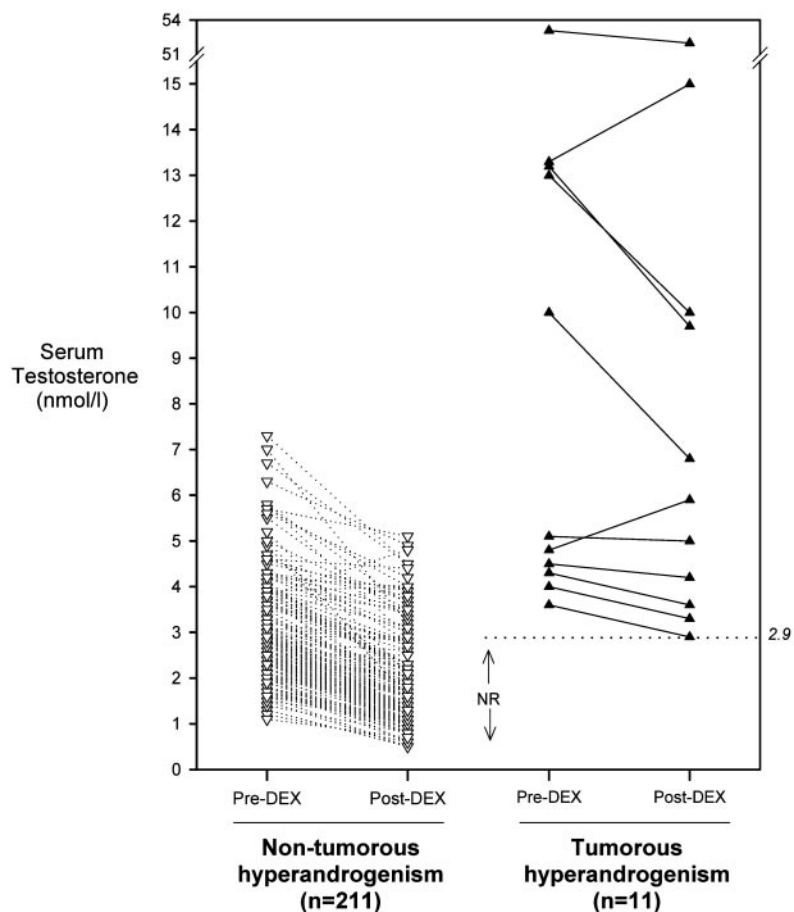 54
51
15
14
13
12
11
10
9
8
7
6
5
4
3
2
1
0
Serum
Testosterone
(nmol/l)
2.9
NR
Pre-DEX Post-DEX Pre-DEX Post-DEX
Non-tumorous
hyperandrogenism
(n=211)
Tumorous
hyperandrogenism
(n=11)